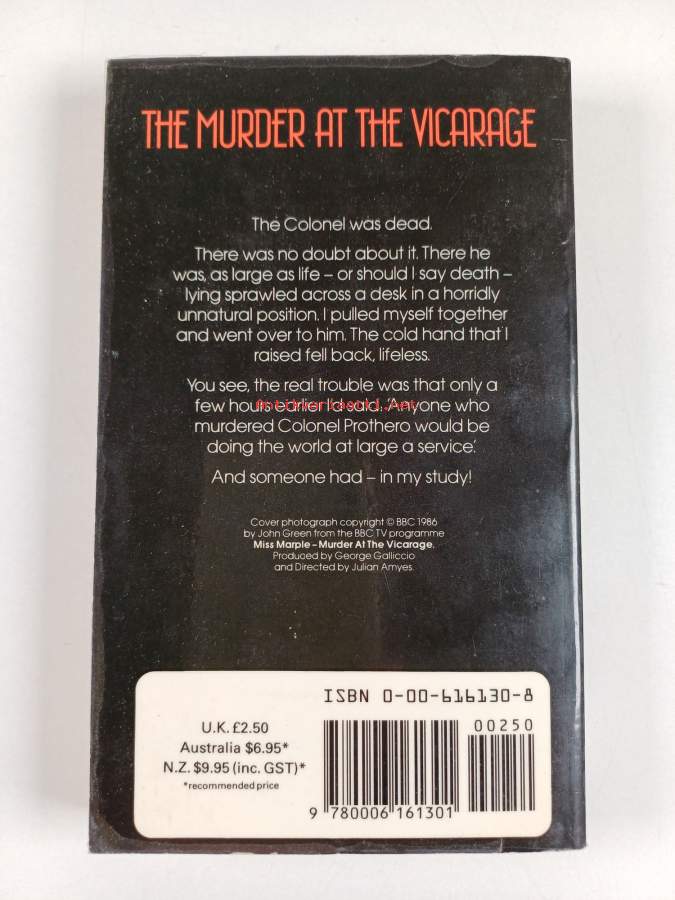 THE MURDER AT THE VICARAGE
The Colonel was dead.
There was no doubt about it. There he
was, as large as life – or should I say death –
lying sprawled across a desk in a horridly
unnatural position. I pulled myself together
and went over to him. The cold hand that I
raised fell back, lifeless.
You see, the real trouble was that only a
few hours earlier I'd said. 'Anyone who
murdered Colonel Prothero would be
doing the world at large a service'.
And someone had – in my study!
Cover photograph copyright © BBC 1986
by John Green from the BBC TV programme
Miss Marple – Murder At The Vicarage.
Produced by George Galliccio
and Directed by Julian Amyes.
ISBN 0-00-616130-8
U.K. £2.50
Australia $6.95*
N.Z. $9.95 (inc. GST)*
*recommended price
00250
9 780006 161301